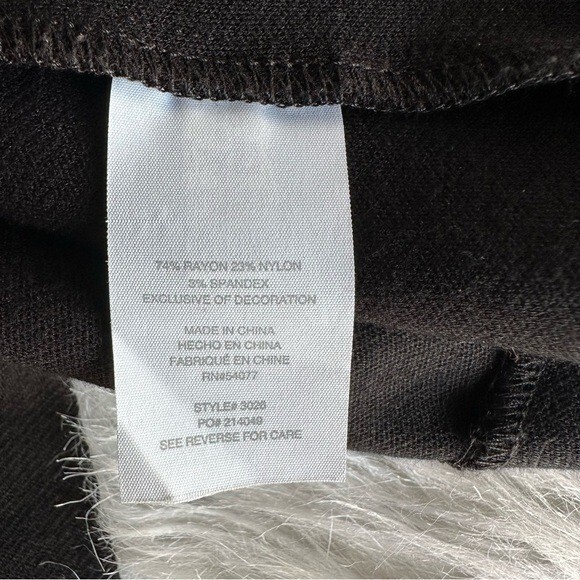 74% RAYON 23% NYLON
3% SPANDEX
EXCLUSIVE OF DECORATION
MADE IN CHINA
HECHO EN CHINA
FABRIQUÉ EN CHINE
RN#54077
STYLE# 3026
PO# 214049
SEE REVERSE FOR CARE